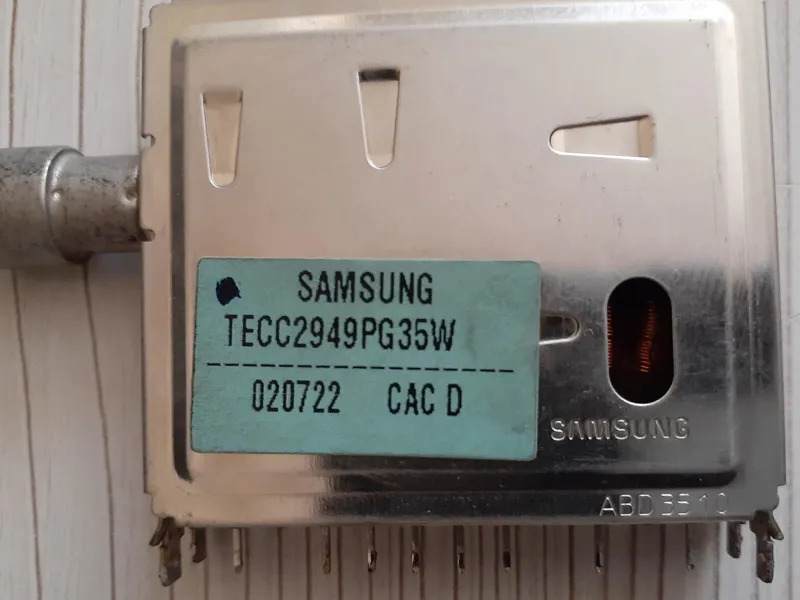 SAMSUNG
TECC2949PG35W
020722 CAC D
SAMSUNG
ABD3510